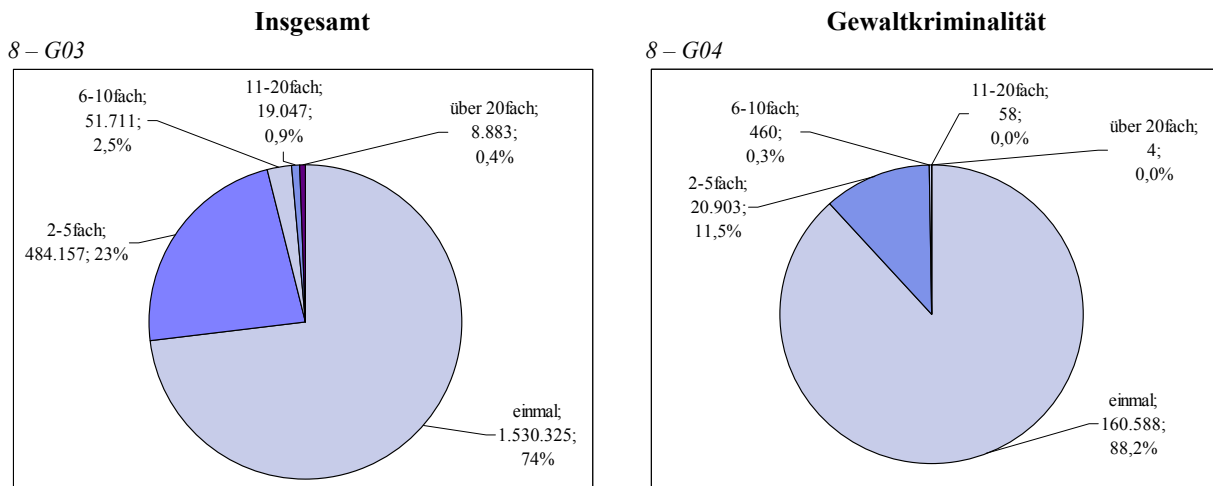 Insgesamt
8 – G03
6-10fach;
51.711;
2,5%
11-20fach;
19.047;
0,9%
über 20fach;
8.883;
0,4%
2-5fach;
484.157; 23%
einmal;
1.530.325
74%
Gewaltkriminalität
8 – G04
6-10fach;
460;
0,3%
11-20fach;
58;
0,0%
über 20fach;
4;
0,0%
2-5fach;
20.903;
11,5%
einmal;
160.588;
88,2%